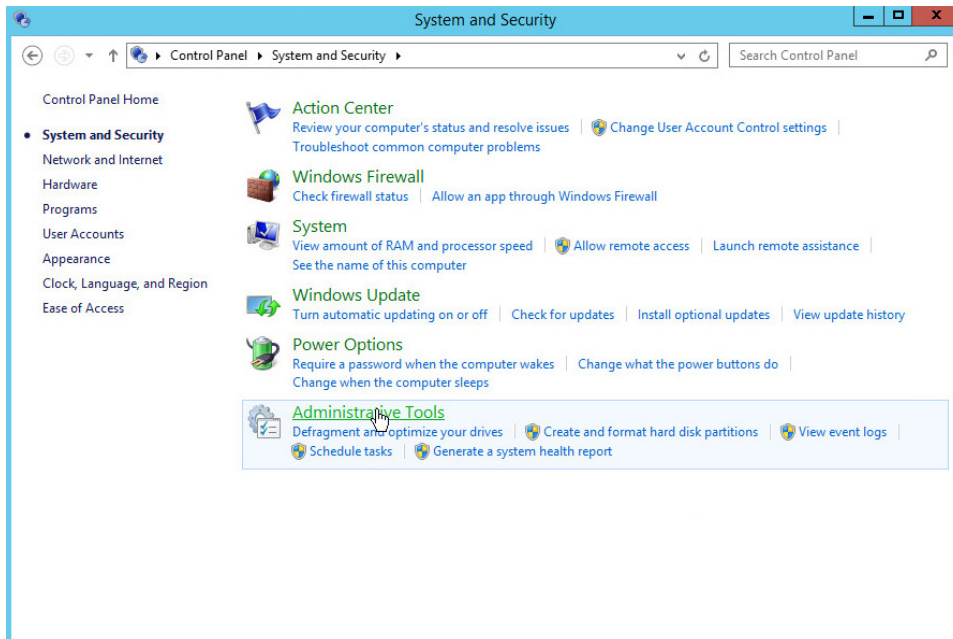 System and Security
Control Panel System and Security
Search Control Panel
Control Panel Home
System and Security
Network and Internet
Hardware
Programs
User Accounts
Appearance
Clock, Language, and Region
Ease of Access
Action Center
Review your computer's status and resolve issues Change User Account Control settings
Troubleshoot common computer problems
Windows Firewall
Check firewall status Allow an app through Windows Firewall
System
View amount of RAM and processor speed Allow remote access Launch remote assistance
See the name of this computer
Windows Update
Turn automatic updating on or off Check for updates Install optional updates View update history
Power Options
Require a password when the computer wakes Change what the power buttons do
Change when the computer sleeps
Administrative Tools
Defragment and optimize your drives Create and format hard disk partitions View event logs
Schedule tasks Generate a system health report